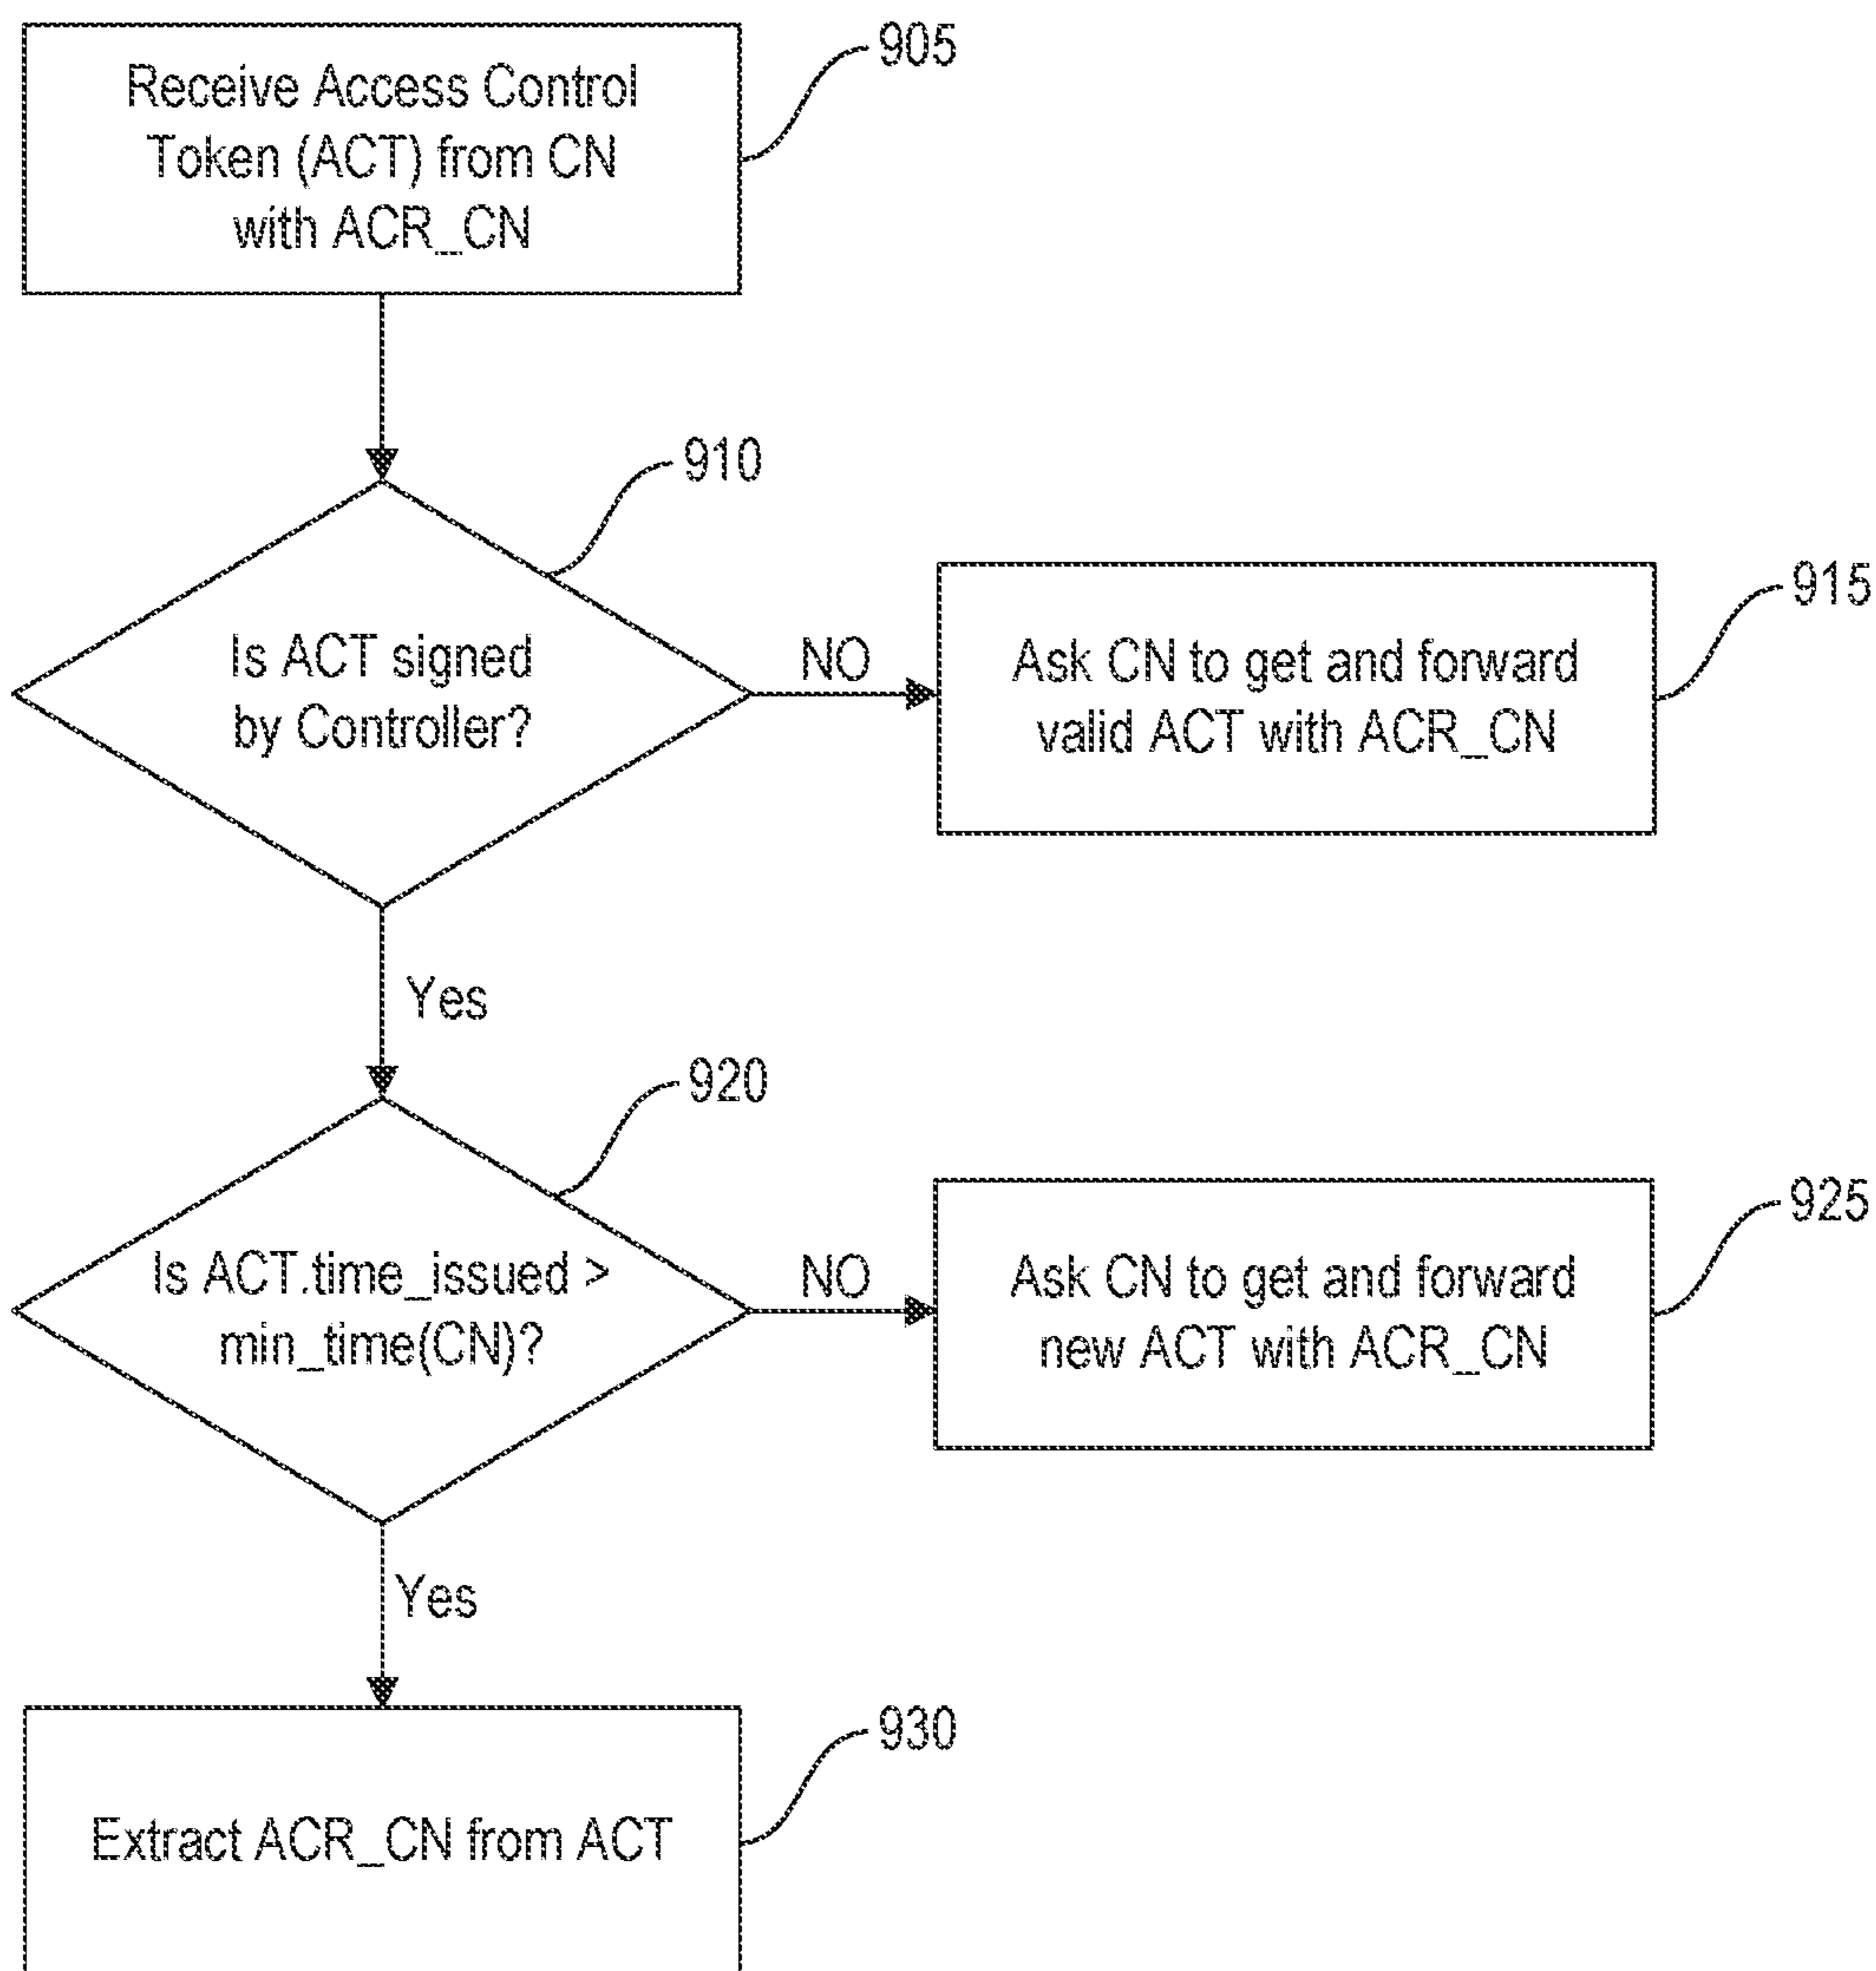 Receive Access Control
Token (ACT) from CN
with ACR_CN
905
910
Is ACT signed
by Controller?
NO
Ask CN to get and forward
valid ACT with ACR_CN
915
Yes
920
Is ACT.time_issued >
min_time(CN)?
NO
Ask CN to get and forward
new ACT with ACR_CN
925
Yes
Extract ACR_CN from ACT
930